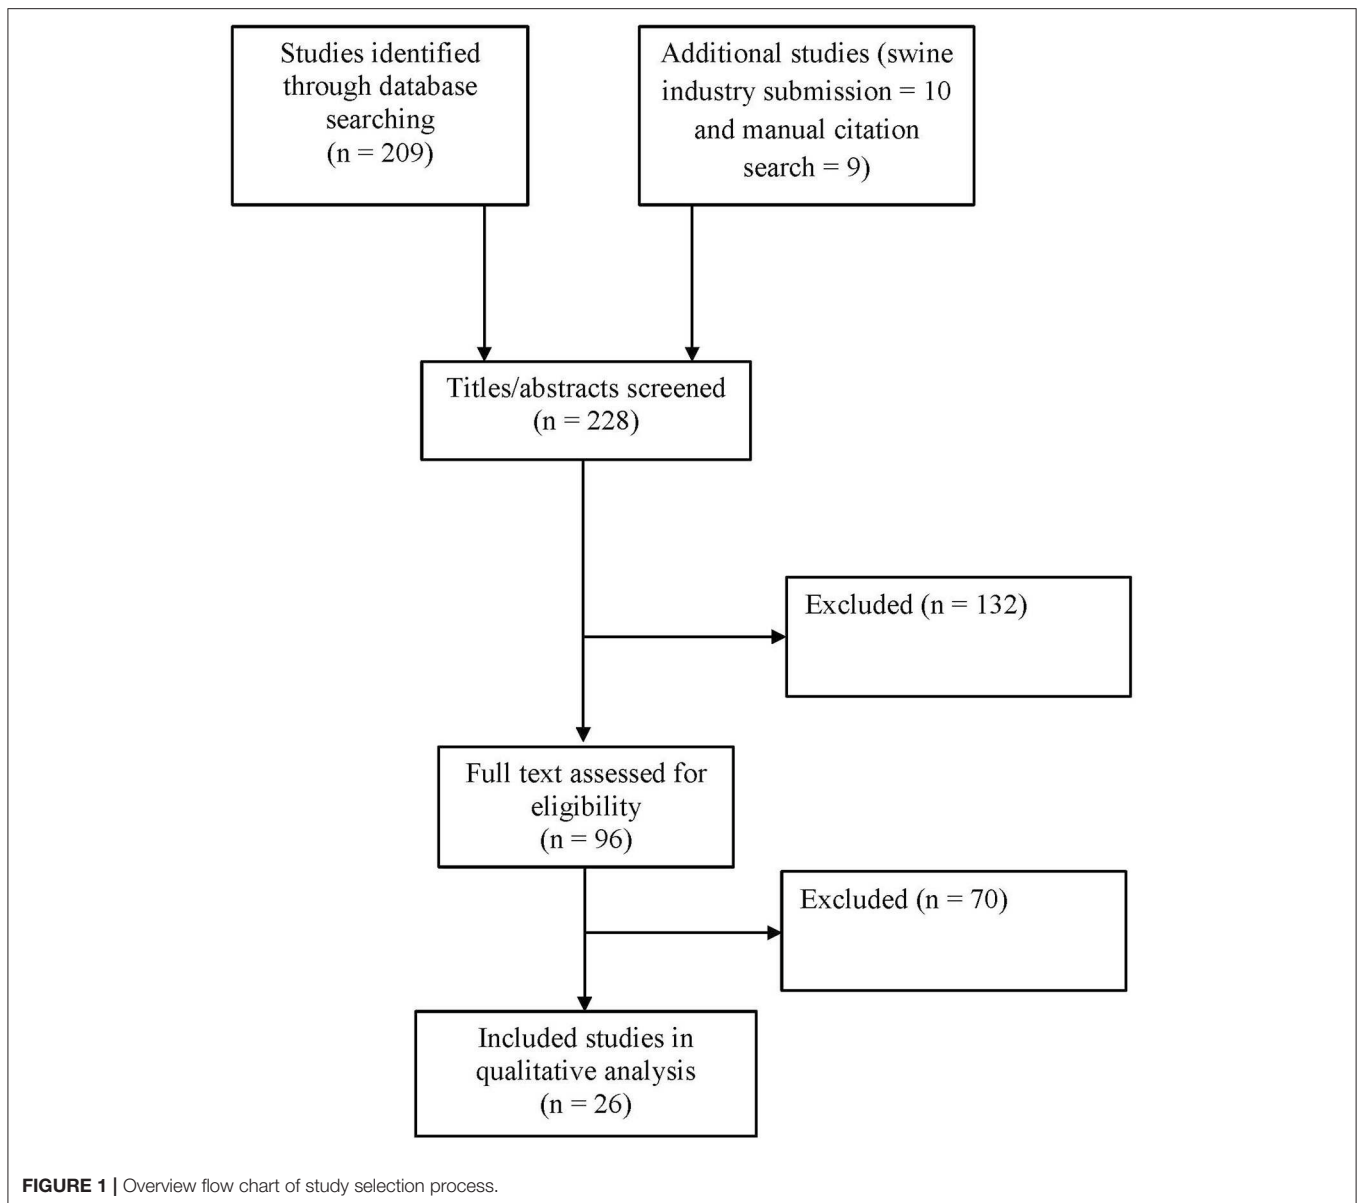 Studies identified
through database
searching
(n = 209)
Additional studies (swine
industry submission = 10
and manual citation
search = 9)
Titles/abstracts screened
(n = 228)
Excluded (n = 132)
Full text assessed for
eligibility
(n = 96)
Excluded (n = 70)
Included studies in
qualitative analysis
(n = 26)
FIGURE 1 | Overview flow chart of study selection process.